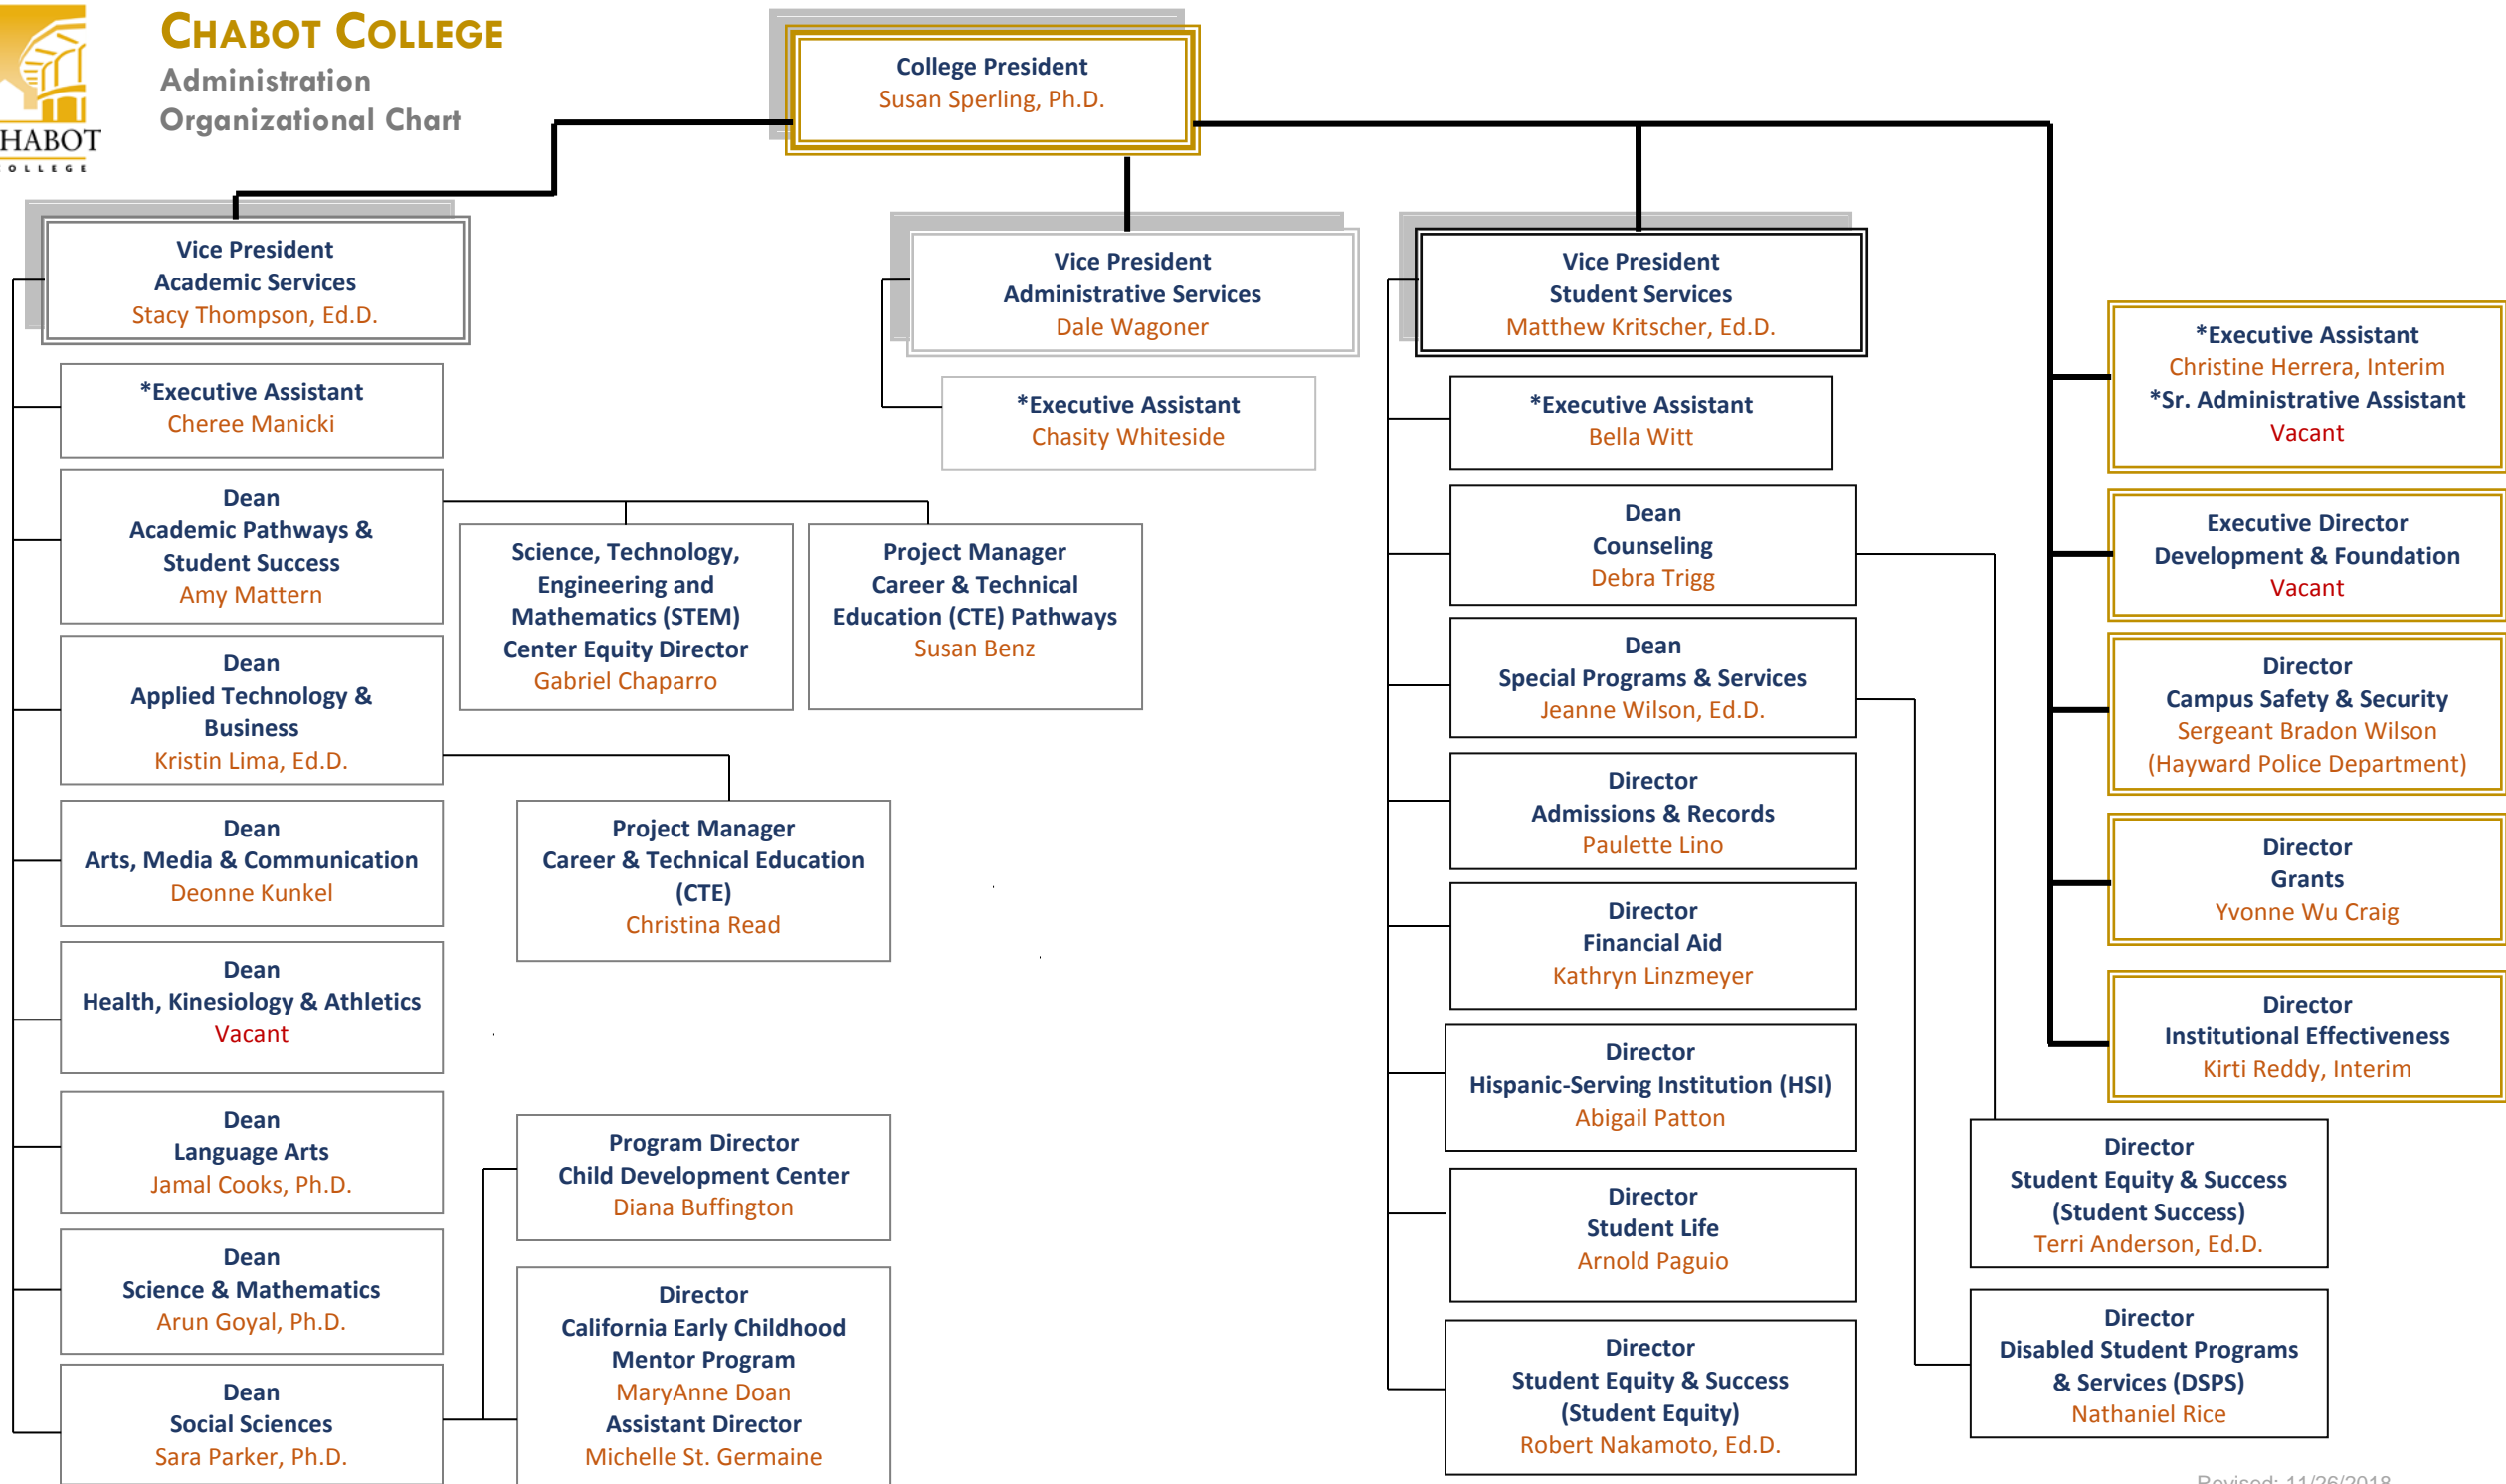 CHABOT COLLEGE
Administration
Organizational Chart
HABOT
COLLEGE
College President
Susan Sperling, Ph.D.
Vice President
Academic Services
Stacy Thompson, Ed.D.
*Executive Assistant
Cheree Manicki
Dean
Academic Pathways &
Student Success
Amy Mattern
Science, Technology,
Engineering and
Mathematics (STEM)
Center Equity Director
Gabriel Chaparro
Project Manager
Career & Technical
Education (CTE) Pathways
Susan Benz
Dean
Applied Technology &
Business
Kristin Lima, Ed.D.
Project Manager
Career & Technical Education
(CTE)
Christina Read
Dean
Arts, Media & Communication
Deonne Kunkel
Dean
Health, Kinesiology & Athletics
Vacant
Dean
Language Arts
Jamal Cooks, Ph.D.
Dean
Science & Mathematics
Arun Goyal, Ph.D.
Dean
Social Sciences
Sara Parker, Ph.D.
Program Director
Child Development Center
Diana Buffington
Director
California Early Childhood
Mentor Program
MaryAnne Doan
Assistant Director
Michelle St. Germaine
Vice President
Administrative Services
Dale Wagoner
*Executive Assistant
Chasity Whiteside
Vice President
Student Services
Matthew Kritscher, Ed.D.
*Executive Assistant
Bella Witt
Dean
Counseling
Debra Trigg
Dean
Special Programs & Services
Jeanne Wilson, Ed.D.
Director
Admissions & Records
Paulette Lino
Director
Financial Aid
Kathryn Linzmeyer
Director
Hispanic-Serving Institution (HSI)
Abigail Patton
Director
Student Life
Arnold Paguio
Director
Student Equity & Success
(Student Equity)
Robert Nakamoto, Ed.D.
Director
Student Equity & Success
(Student Success)
Terri Anderson, Ed.D.
Director
Disabled Student Programs
& Services (DSPS)
Nathaniel Rice
*Executive Assistant
Christine Herrera, Interim
*Sr. Administrative Assistant
Vacant
Executive Director
Development & Foundation
Vacant
Director
Campus Safety & Security
Sergeant Bradon Wilson
(Hayward Police Department)
Director
Grants
Yvonne Wu Craig
Director
Institutional Effectiveness
Kirti Reddy, Interim
Revised: 11/26/2018